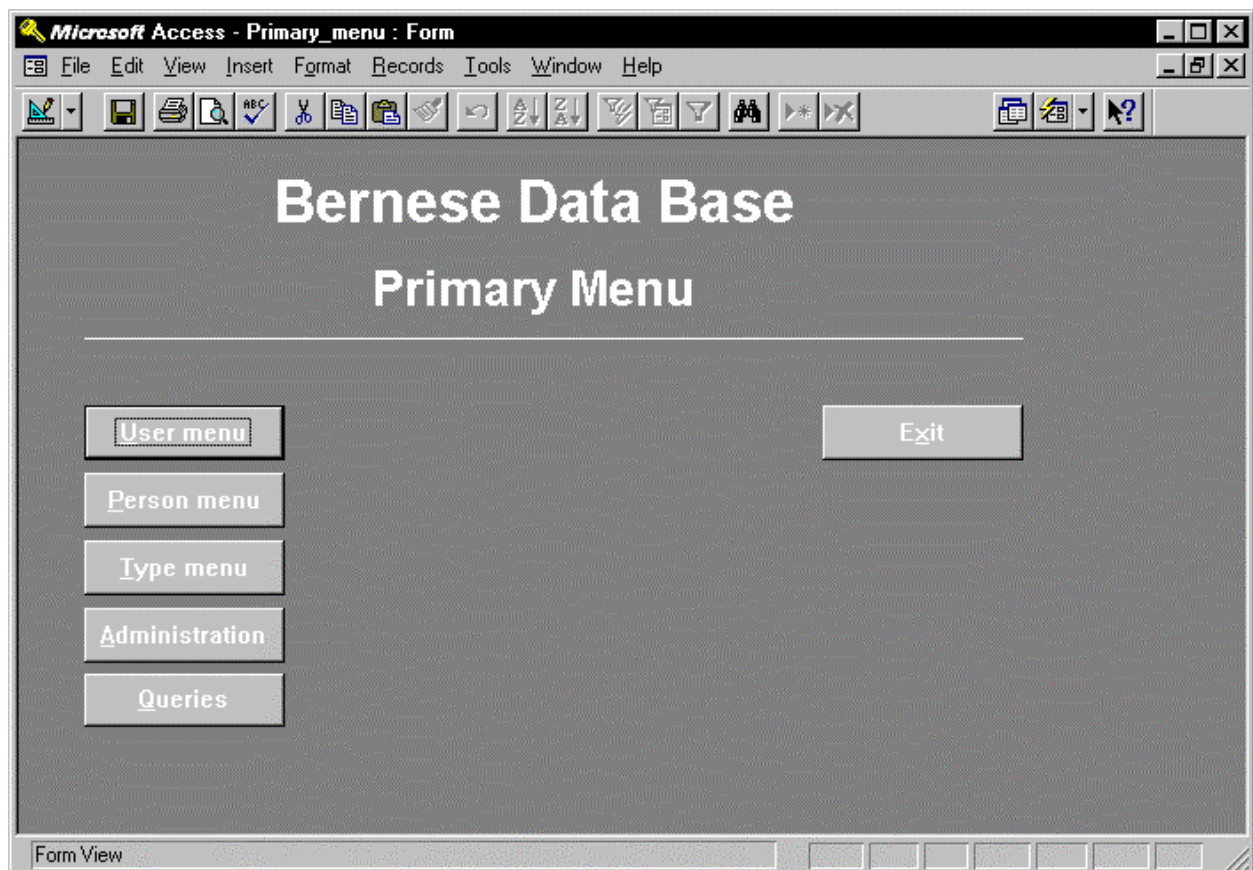 Microsoft Access - Primary_menu : Form
File Edit View Insert Format Records Tools Window Help
ABC A Z Z A ?
Bernese Data Base
Primary Menu
User menu Exit
Person menu
Type menu
Administration
Queries
Form View